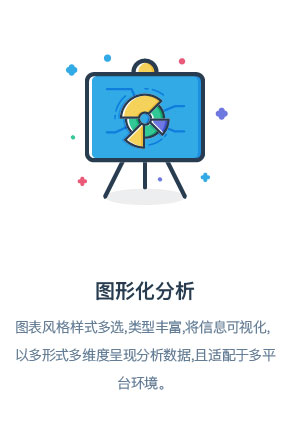 图形化分析
图表风格样式多选,类型丰富,将信息可视化,
以多形式多维度呈现分析数据,且适配于多平
台环境。